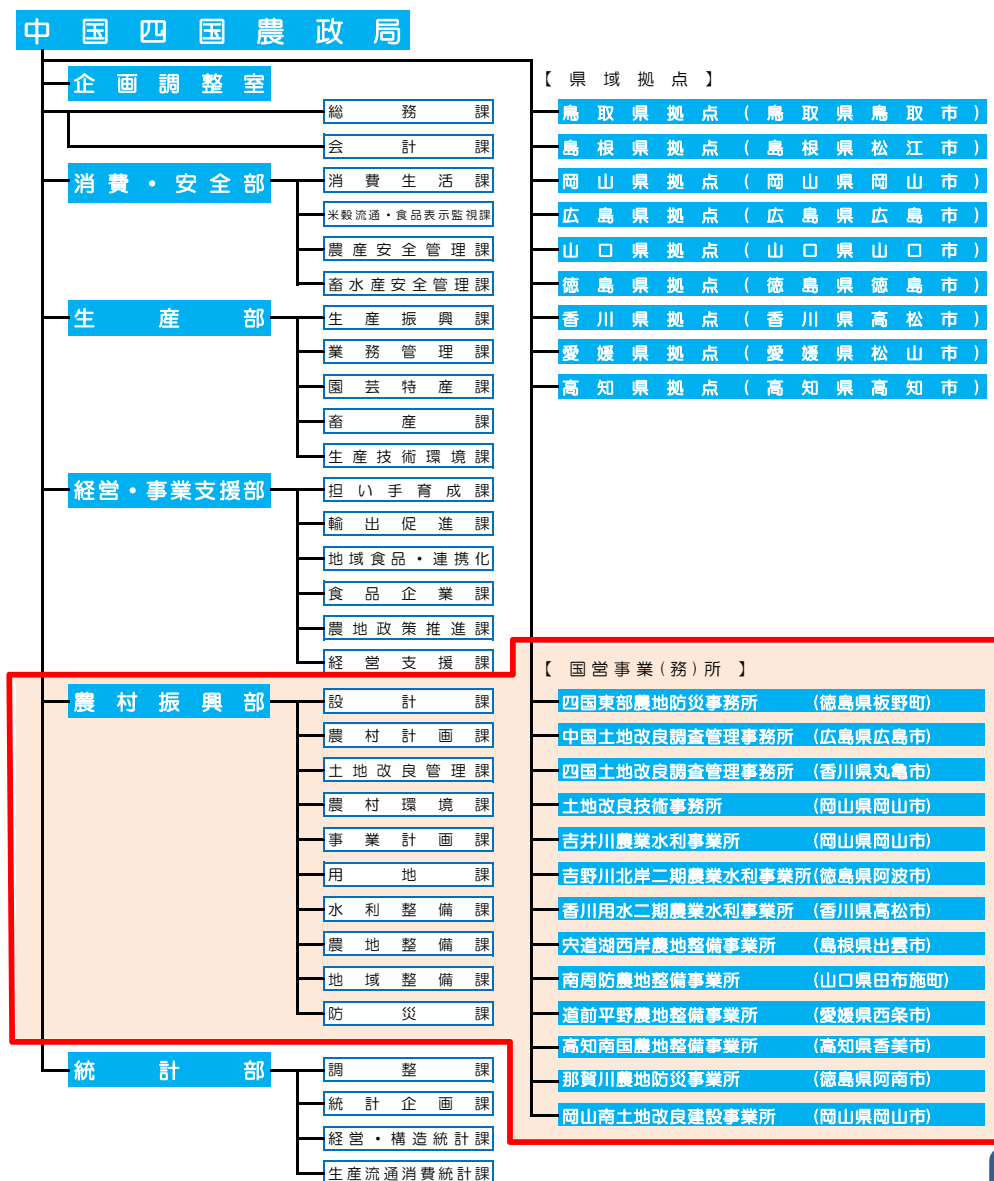 中国四国農政局
企画調整室
総務課
会計課
消費・安全部
消費生活課
米穀流通・食品表示監視課
農産安全管理課
畜水産安全管理課
生産部
生産振興課
業務管理課
園芸特産課
畜産課
生産技術環境課
経営・事業支援部
担い手育成課
輸出促進課
地域食品・連携化
食品企業課
農地政策推進課
経営支援課
農村振興部
設計課
農村計画課
土地改良管理課
農村環境課
事業計画課
用地課
水利整備課
農地整備課
地域整備課
防災課
統計部
調整課
統計企画課
経営・構造統計課
生産流通消費統計課
【県域拠点】
鳥取県拠点(鳥取県鳥取市)
島根県拠点(島根県松江市)
岡山県拠点(岡山県岡山市)
広島県拠点(広島県広島市)
山口県拠点(山口県山口市)
徳島県拠点(徳島県徳島市)
香川県拠点(香川県高松市)
愛媛県拠点(愛媛県松山市)
高知県拠点(高知県高知市)
【国営事業(務)所】
四国東部農地防災事務所 (徳島県板野町)
中国土地改良調査管理事務所 (広島県広島市)
四国土地改良調査管理事務所 (香川県丸亀市)
土地改良技術事務所 (岡山県岡山市)
吉井川農業水利事業所 (岡山県岡山市)
吉野川北岸二期農業水利事業所(徳島県阿波市)
香川用水二期農業水利事業所 (香川県高松市)
宍道湖西岸農地整備事業所 (島根県出雲市)
南周防農地整備事業所 (山口県田布施町)
道前平野農地整備事業所 (愛媛県西条市)
高知南国農地整備事業所 (高知県香美市)
那賀川農地防災事業所 (徳島県阿南市)
岡山南土地改良建設事業所 (岡山県岡山市)